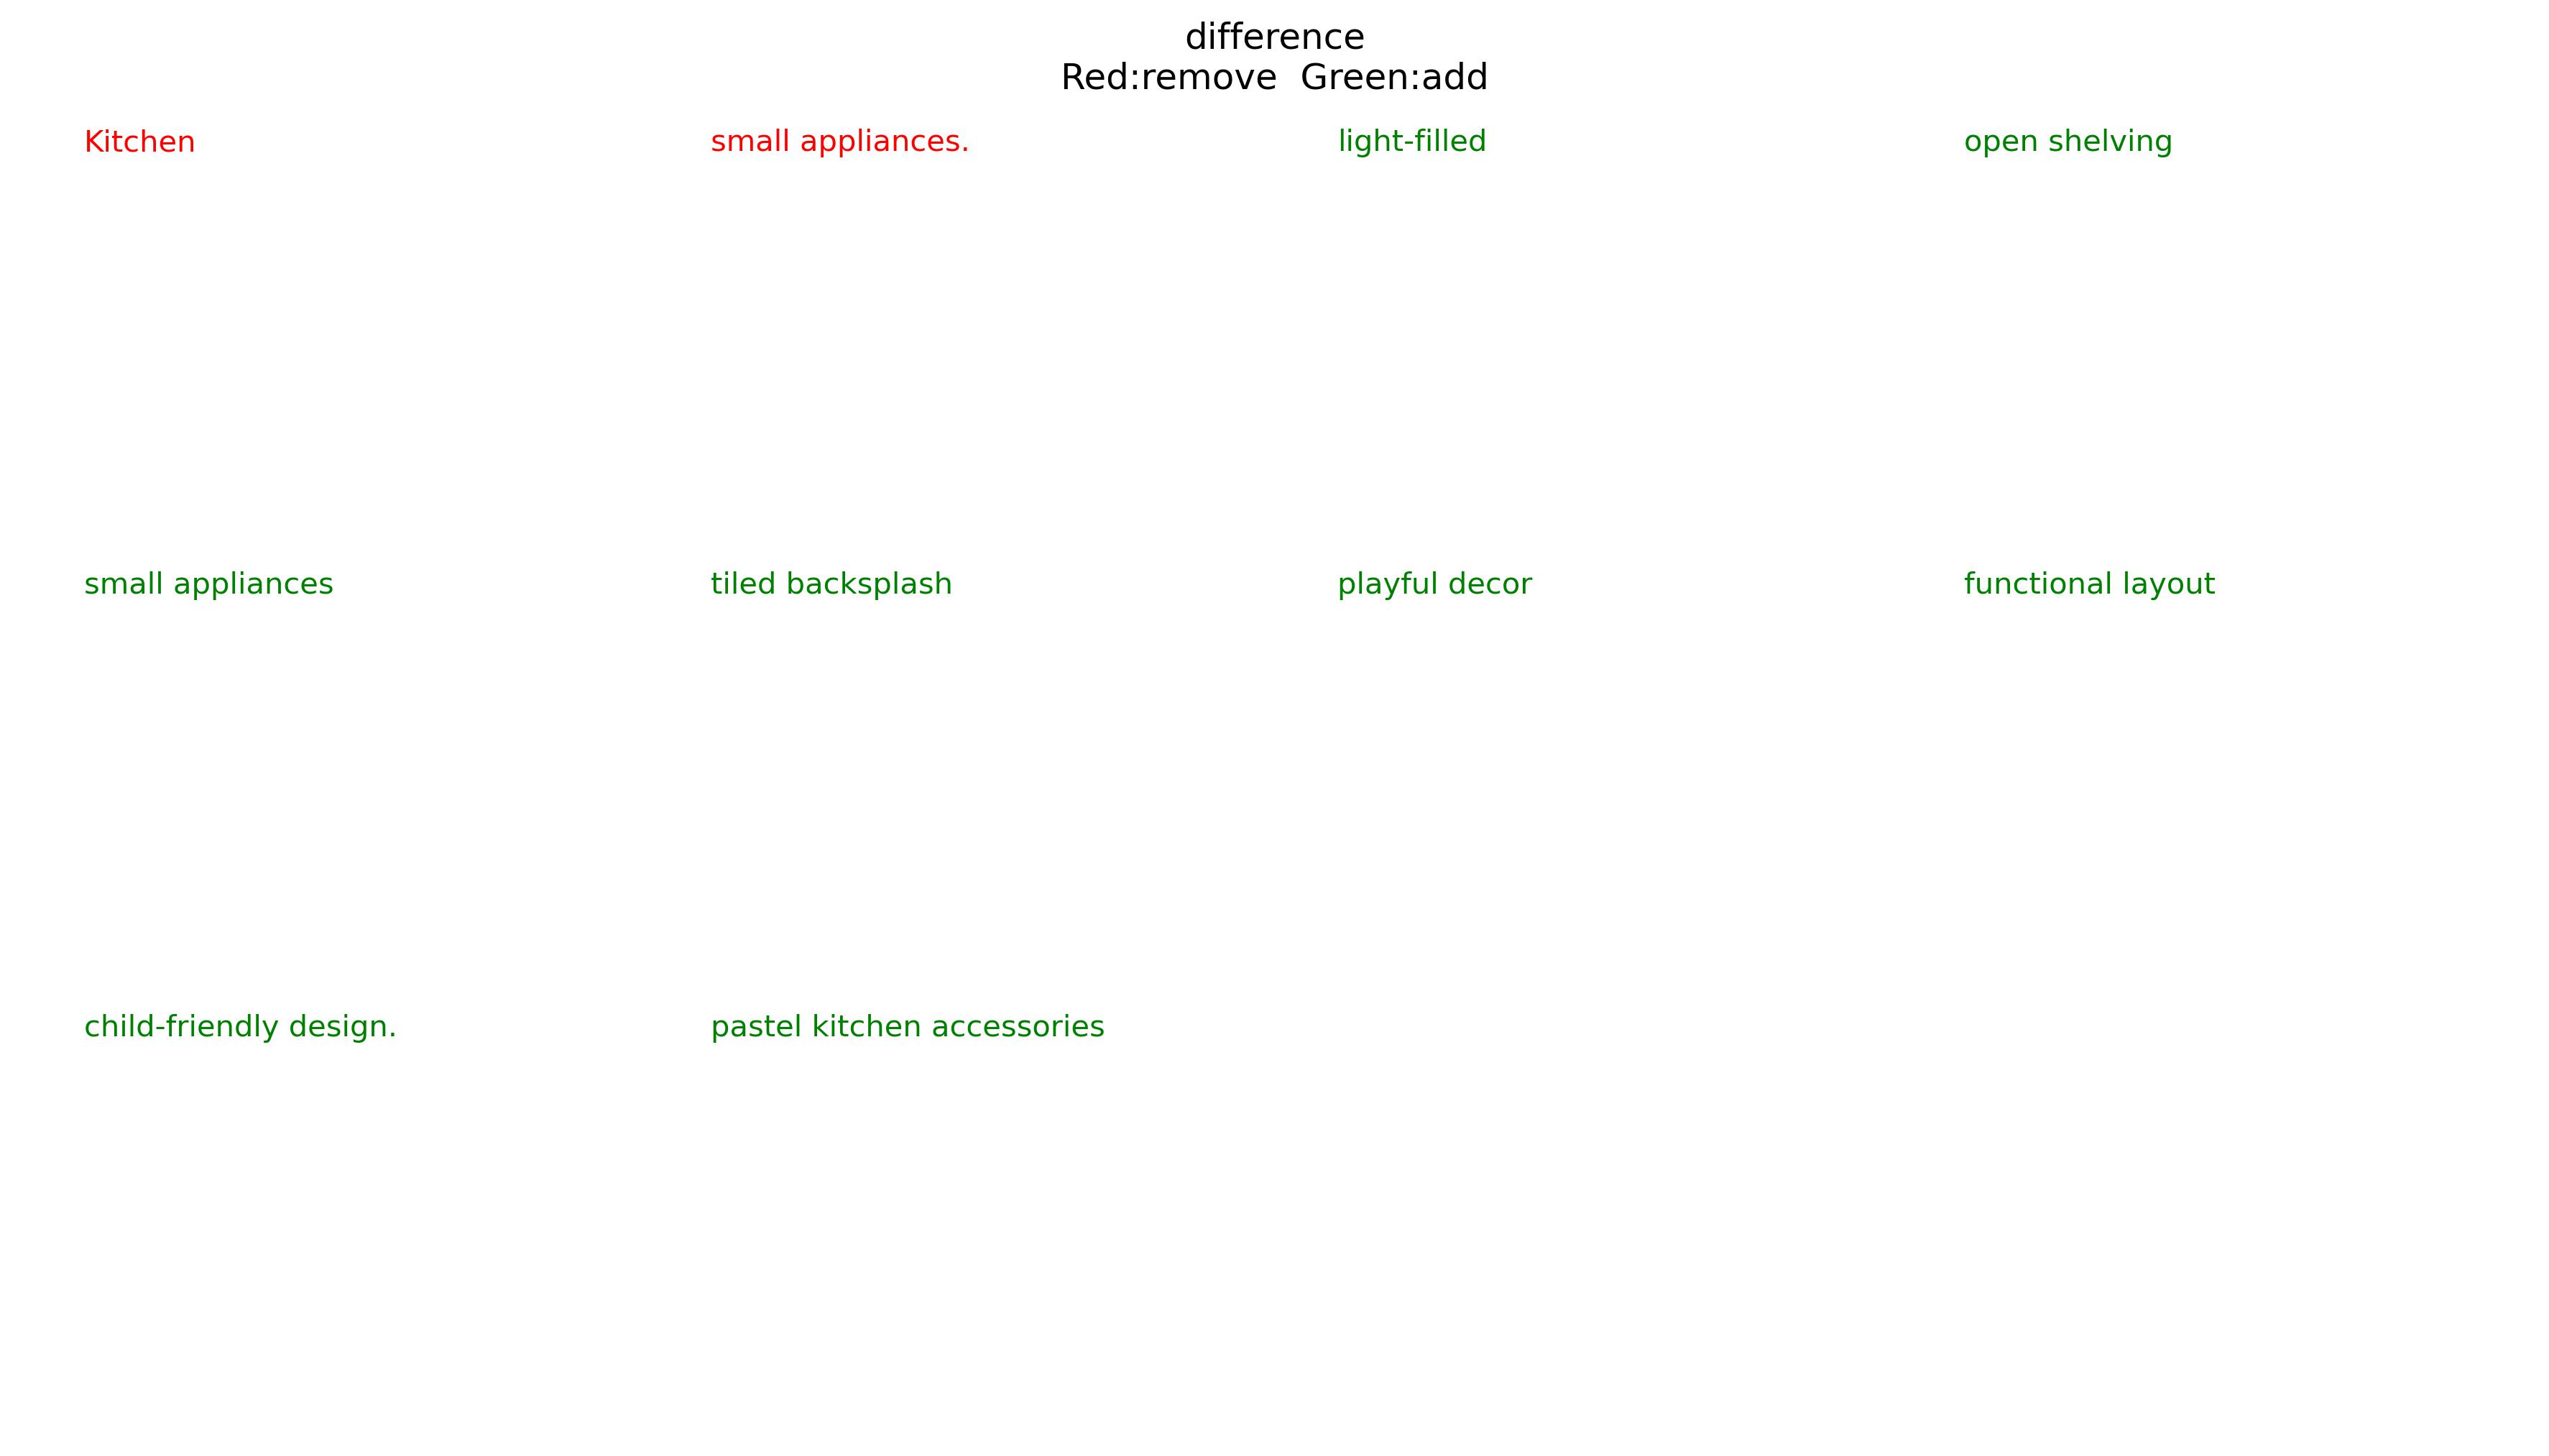 difference
Red:remove  Green:add
Kitchen
small appliances.
light-filled
open shelving
small appliances
tiled backsplash
playful decor
functional layout
child-friendly design.
pastel kitchen accessories